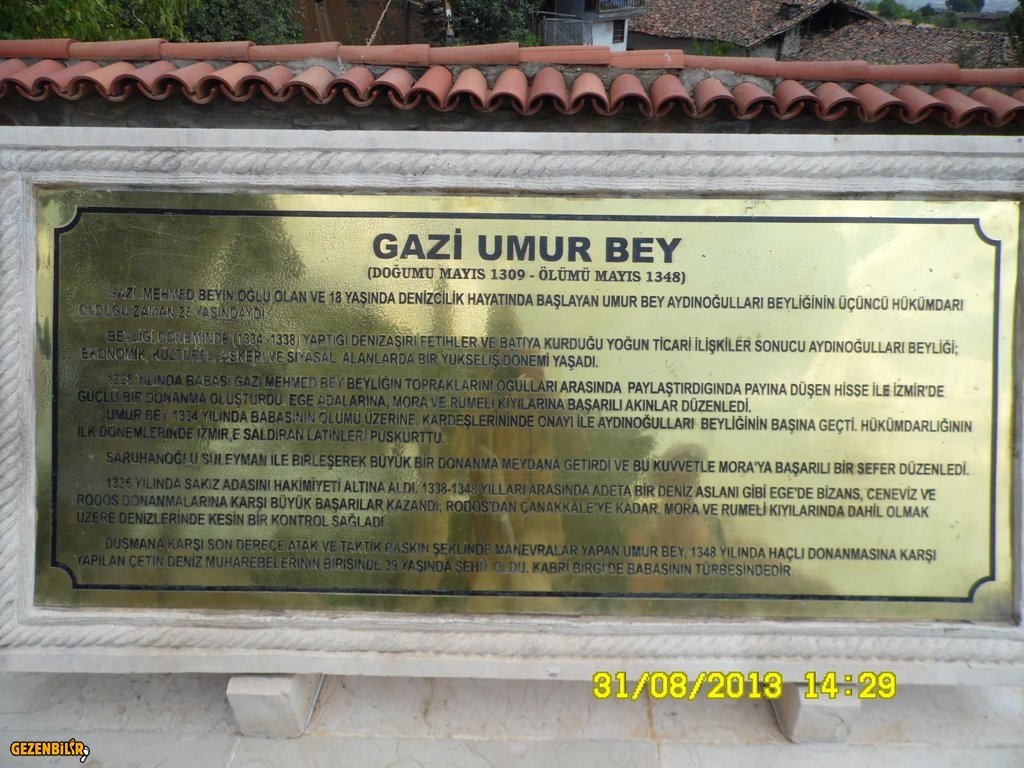 GAZİ UMUR BEY
(DOĞUMU MAYIS 1309 - ÖLÜMÜ MAYIS 1348)
GAZİ MEHMED BEYİN OĞLU OLAN VE 18 YAŞINDA DENİZCİLİK HAYATINDA BAŞLAYAN UMUR BEY AYDINOĞULLARI BEYLİĞİNİN ÜÇÜNCÜ HÜKÜMDARI
OLDUĞU ZAMAN 25 YAŞINDAYDI.
BEYLİĞİ DÖNEMİNDE (1334 -1338) YAPTIĞI DENİZAŞIRI FETİHLER VE BATIYA KURDUĞU YOĞUN TİCARİ İLİŞKİLER SONUCU AYDINOĞULLARI BEYLİĞİ;
EKONOMİK, KÜLTÜREL, ASKERİ VE SİYASAL ALANLARDA BİR YÜKSELİŞ DÖNEMİ YAŞADI.
1328 YILINDA BABASI GAZİ MEHMED BEY BEYLİĞİN TOPRAKLARINI OĞULLARI ARASINDA PAYLAŞTIRDIGINDA PAYINA DÜŞEN HİSSE İLE İZMİR'DE
GÜÇLÜ BİR DONANMA OLUŞTURDU. EGE ADALARINA, MORA VE RUMELİ KIYILARINA BAŞARILI AKINLAR DÜZENLEDİ.
UMUR BEY 1334 YILINDA BABASININ ÖLÜMÜ ÜZERİNE, KARDEŞLERİNİNDE ONAYI İLE AYDINOĞULLARI BEYLİĞİNİN BAŞINA GEÇTİ. HÜKÜMDARLIĞININ
İLK DÖNEMLERİNDE İZMİR,E SALDIRAN LATİNLERİ PÜSKÜRTTÜ.
SARUHANOĞLU SÜLEYMAN İLE BİRLEŞEREK BÜYÜK BİR DONANMA MEYDANA GETİRDİ VE BU KUVVETLE MORA'YA BAŞARILI BİR SEFER DÜZENLEDİ.
1335 YILINDA SAKIZ ADASINI HAKİMİYETİ ALTINA ALDI. 1338-1348 YILLARI ARASINDA ADETA BİR DENİZ ASLANI GİBİ EGE'DE BİZANS, CENEVİZ VE
RODOS DONANMALARINA KARŞI BÜYÜK BAŞARILAR KAZANDI; RODOS'DAN ÇANAKKALE'YE KADAR, MORA VE RUMELİ KIYILARINDA DAHİL OLMAK
ÜZERE DENİZLERİNDE KESİN BİR KONTROL SAĞLADI
DÜŞMANA KARŞI SON DERECE ATAK VE TAKTİK BASKIN ŞEKLİNDE MANEVRALAR YAPAN UMUR BEY, 1348 YILINDA HAÇLI DONANMASINA KARŞI
YAPILAN ÇETİN DENİZ MUHAREBELERİNİN BİRİSİNDE 39 YAŞINDA ŞEHİT OLDU. KABRİ BİRGİ'DE BABASININ TÜRBESİNDEDİR.
31/08/2013 14:29
GEZENBİLİR